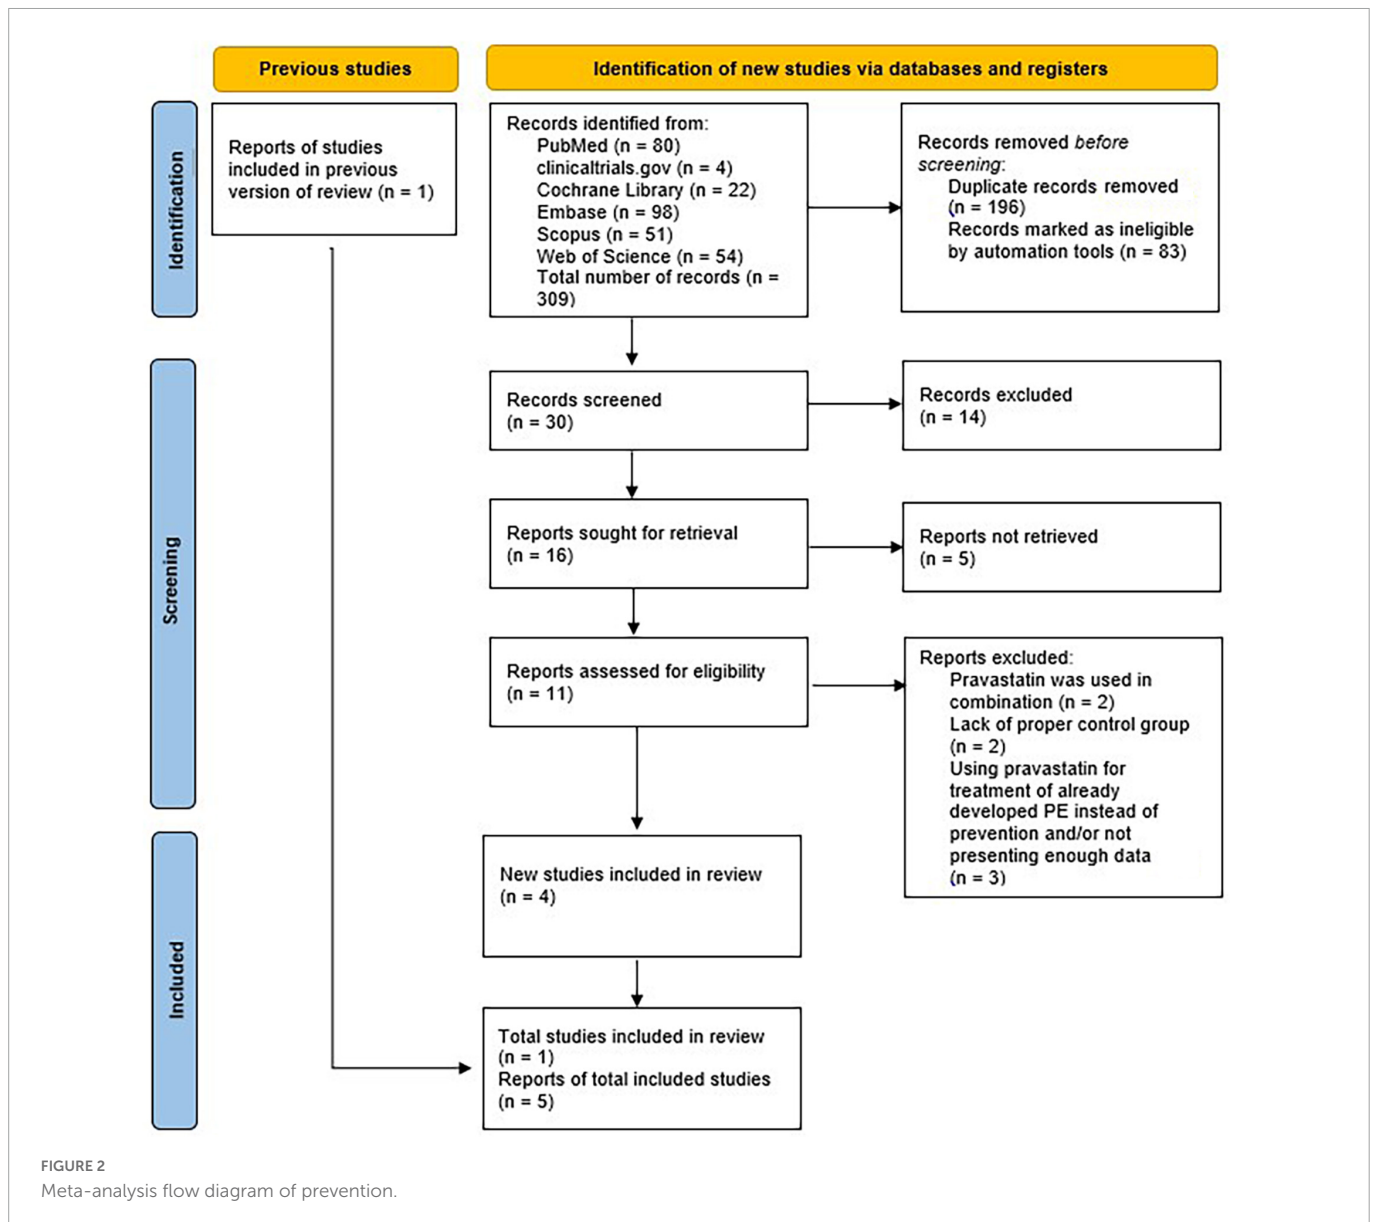 Previous studies
Identification of new studies via databases and registers
Identification
Reports of studies
included in previous
version of review (n = 1)
Records identified from:
PubMed (n = 80)
clinicaltrials.gov (n = 4)
Cochrane Library (n = 22)
Embase (n = 98)
Scopus (n = 51)
Web of Science (n = 54)
Total number of records (n =
309)
Records removed before
screening:
Duplicate records removed
(n = 196)
Records marked as ineligible
by automation tools (n = 83)
Screening
Records screened
(n = 30)
Records excluded
(n = 14)
Reports sought for retrieval
(n = 16)
Reports not retrieved
(n = 5)
Reports assessed for eligibility
(n = 11)
Reports excluded:
Pravastatin was used in
combination (n = 2)
Lack of proper control group
(n = 2)
Using pravastatin for
treatment of already
developed PE instead of
prevention and/or not
presenting enough data
(n = 3)
Included
New studies included in review
(n = 4)
Total studies included in review
(n = 1)
Reports of total included studies
(n = 5)
FIGURE 2
Meta-analysis flow diagram of prevention.